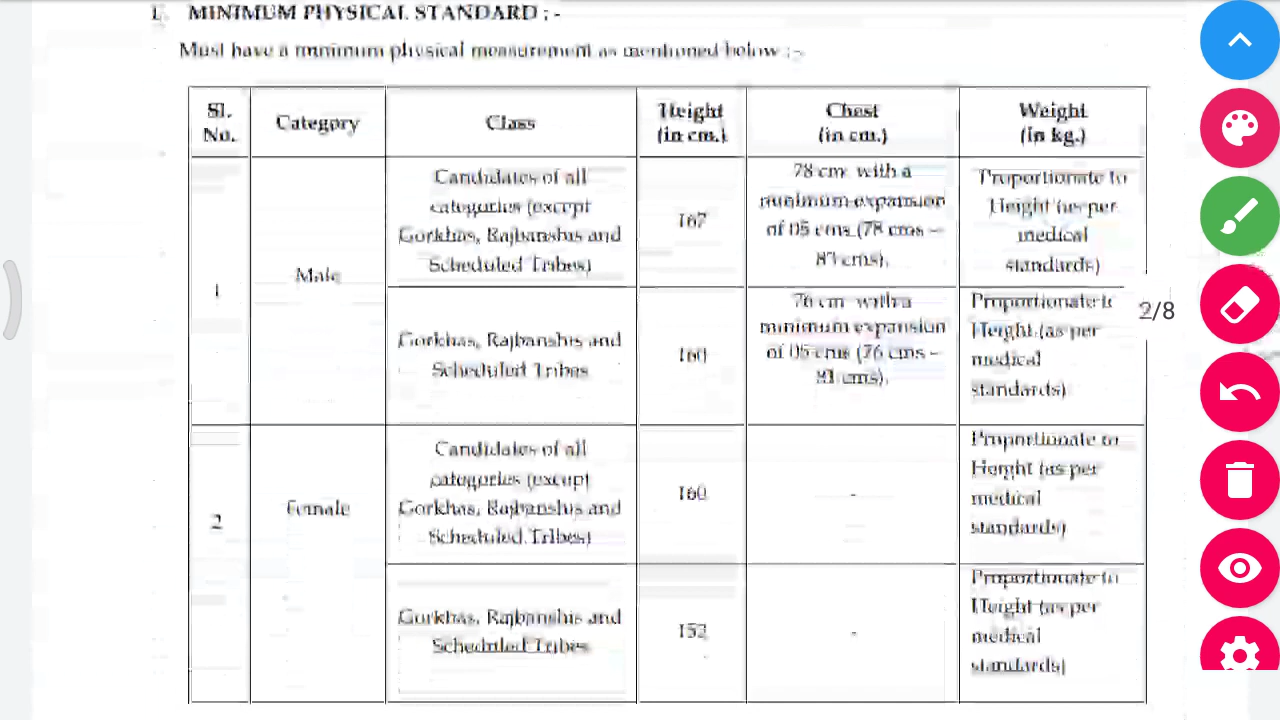 I. MINIMUM PHYSICAL STANDARD : -
Must have a minimum physical measurement as mentioned below : -
Sl. No. Category Class Height (in cm.) Chest (in cm.) Weight (in kg.)
1 Male
Candidates of all
categories (except
Gorkhas, Rajbanshis and
Scheduled Tribes)
167
78 cm with a
minimum expansion
of 05 cms (78 cms –
83 cms).
Proportionate to
Height (as per
medical
standards)
Gorkhas, Rajbanshis and
Scheduled Tribes
160
76 cm with a
minimum expansion
of 05 cms (76 cms –
81 cms).
Proportionate to
Height (as per
medical
standards)
2 Female
Candidates of all
categories (except
Gorkhas, Rajbanshis and
Scheduled Tribes)
160
-
Proportionate to
Height (as per
medical
standards)
Gorkhas, Rajbanshis and
Scheduled Tribes
152
-
Proportionate to
Height (as per
medical
standards)
2/8